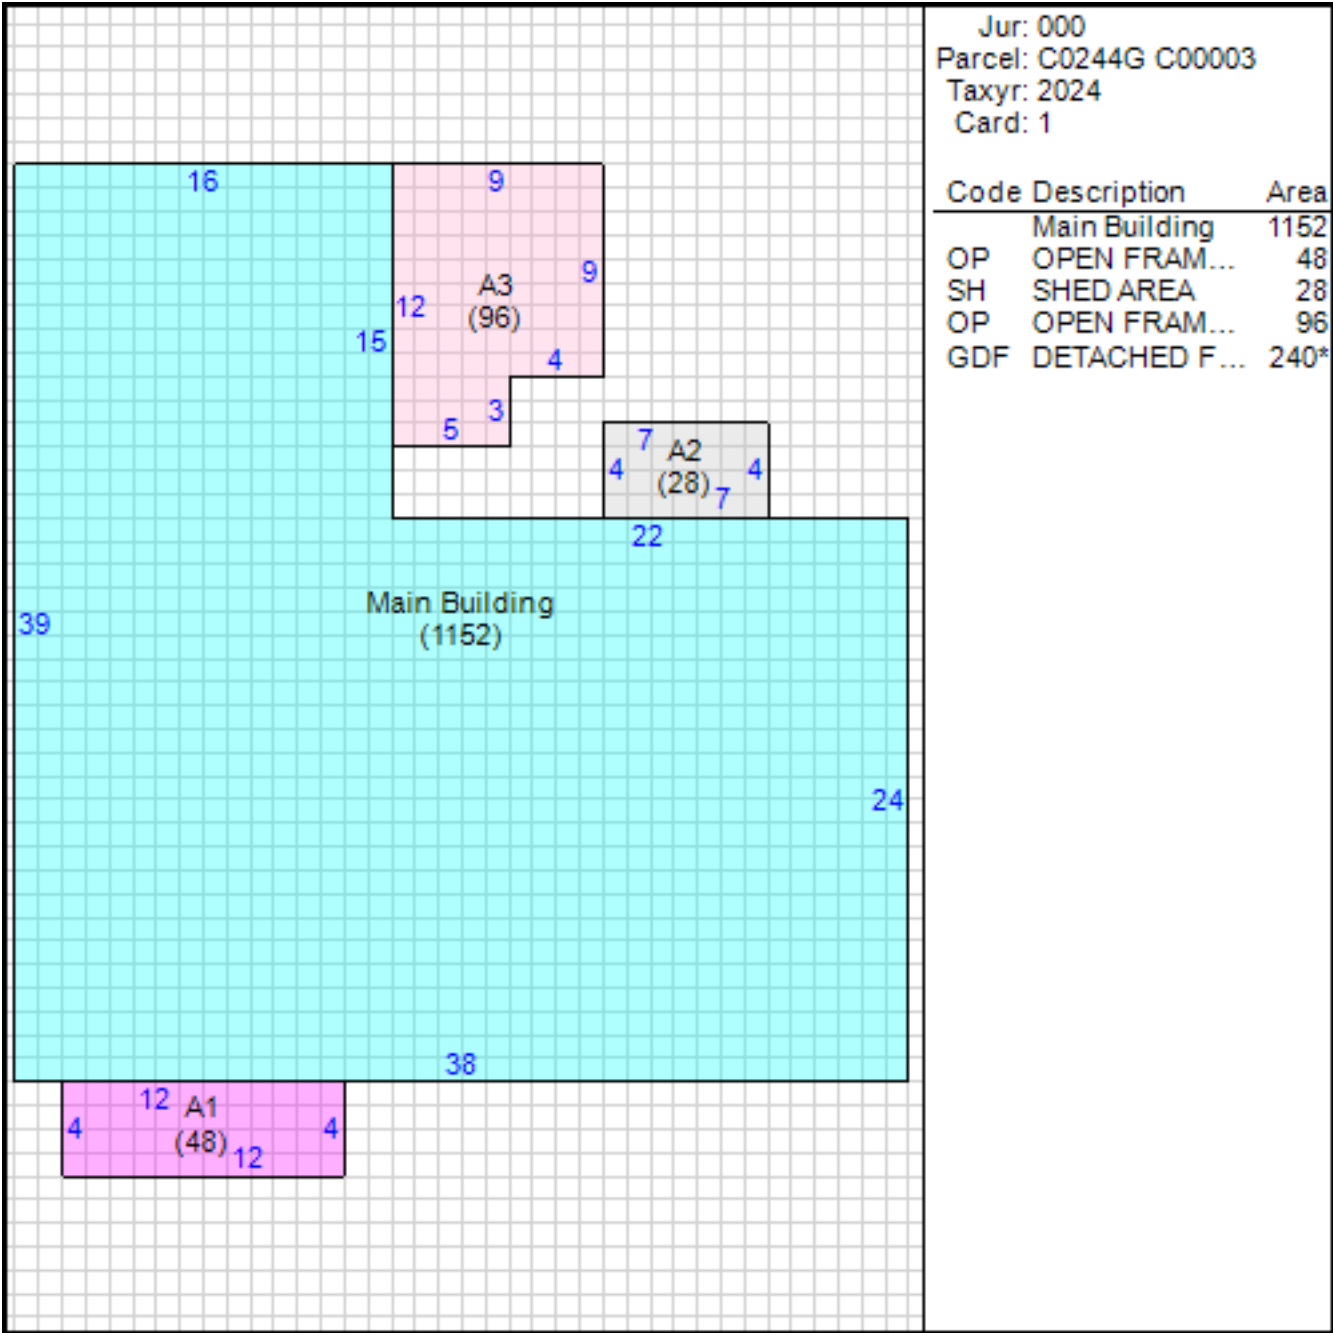 Jur: 000
Parcel: C0244G C00003
Taxyr: 2024
Card: 1
Code Description Area
Main Building 1152
OP OPEN FRAM... 48
SH SHED AREA 28
OP OPEN FRAM... 96
GDF DETACHED F... 240*
16
9
9
A3
(96)
12
15
4
3
5
7
A2
(28)
4
4
7
22
Main Building
(1152)
39
24
38
12
A1
(48)
4
4
12